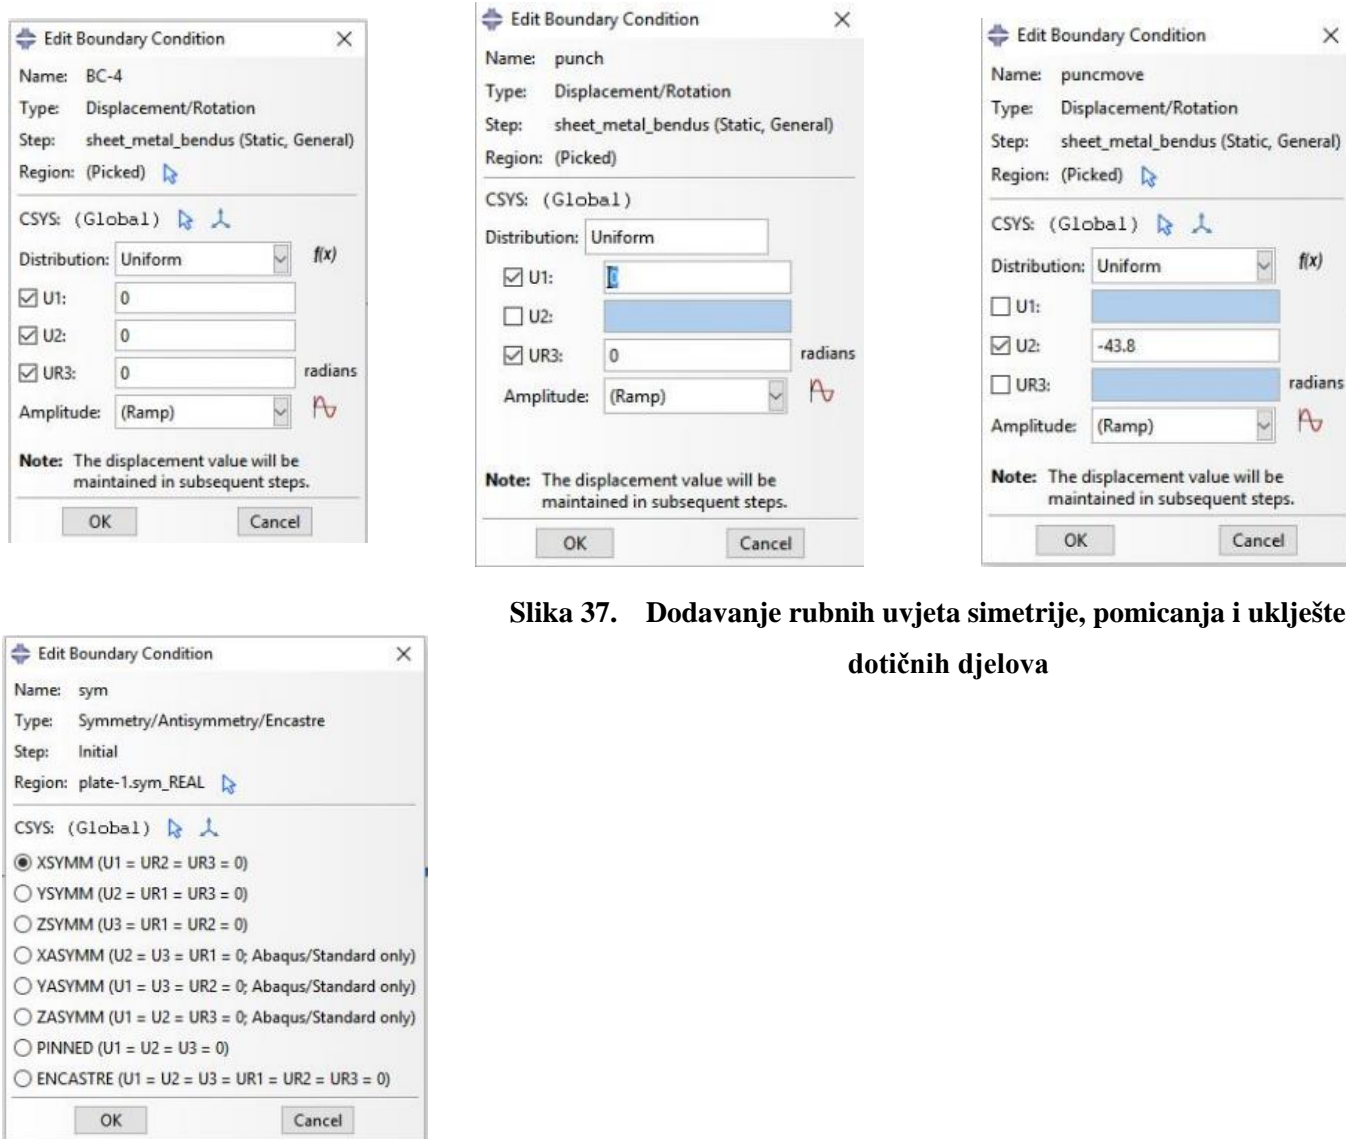 Edit Boundary Condition
Name: BC-4
Type: Displacement/Rotation
Step: sheet_metal_bendus (Static, General)
Region: (Picked)
CSYS: (Global)
Distribution: Uniform f(x)
U1: 0
U2: 0
UR3: 0 radians
Amplitude: (Ramp)
Note: The displacement value will be
maintained in subsequent steps.
OK Cancel
Edit Boundary Condition
Name: punch
Type: Displacement/Rotation
Step: sheet_metal_bendus (Static, General)
Region: (Picked)
CSYS: (Global)
Distribution: Uniform
U1: 0
U2:
UR3: 0 radians
Amplitude: (Ramp)
Note: The displacement value will be
maintained in subsequent steps.
OK Cancel
Edit Boundary Condition
Name: puncmove
Type: Displacement/Rotation
Step: sheet_metal_bendus (Static, General)
Region: (Picked)
CSYS: (Global)
Distribution: Uniform f(x)
U1:
U2: -43.8
UR3: radians
Amplitude: (Ramp)
Note: The displacement value will be
maintained in subsequent steps.
OK Cancel
Slika 37. Dodavanje rubnih uvjeta simetrije, pomicanja i uklješte
dotičnih djelova
Edit Boundary Condition
Name: sym
Type: Symmetry/Antisymmetry/Encastre
Step: Initial
Region: plate-1.sym_REAL
CSYS: (Global)
XSYMM (U1 = UR2 = UR3 = 0)
YSYMM (U2 = UR1 = UR3 = 0)
ZSYMM (U3 = UR1 = UR2 = 0)
XASYMM (U2 = U3 = UR1 = 0; Abaqus/Standard only)
YASYMM (U1 = U3 = UR2 = 0; Abaqus/Standard only)
ZASYMM (U1 = U2 = UR3 = 0; Abaqus/Standard only)
PINNED (U1 = U2 = U3 = 0)
ENCASTRE (U1 = U2 = U3 = UR1 = UR2 = UR3 = 0)
OK Cancel